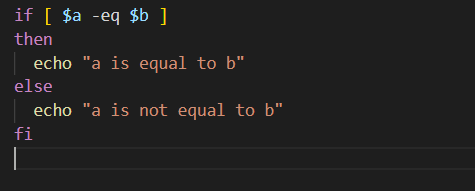 if [ $a -eq $b ]
then
  echo "a is equal to b"
else
  echo "a is not equal to b"
fi